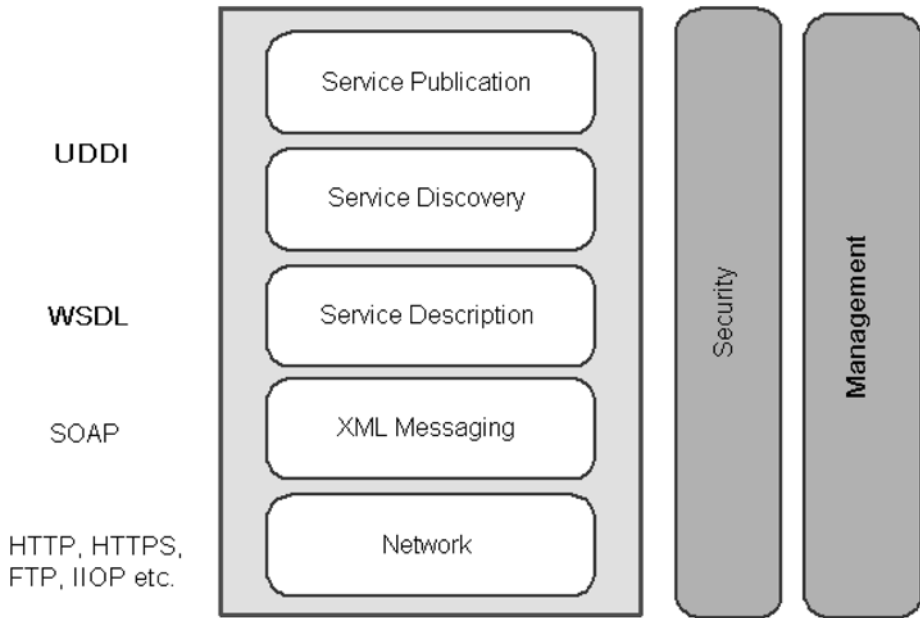 Service Publication
UDDI
Service Discovery
WSDL
Service Description
SOAP
XML Messaging
HTTP, HTTPS,
FTP, IIOP etc.
Network
Security
Management